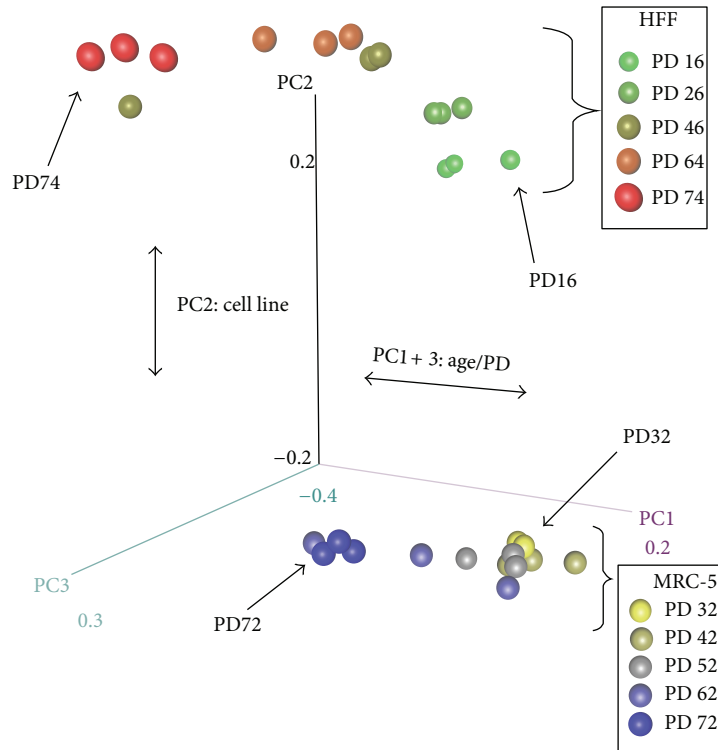 HFF
PD 16
PD 26
PD 46
PD 64
PD 74
PC2
0.2
PD74
PD16
PC2: cell line
PC1+ 3: age/PD
PD32
−0.2
−0.4
PC1
0.2
PC3
0.3
PD72
MRC-5
PD 32
PD 42
PD 52
PD 62
PD 72